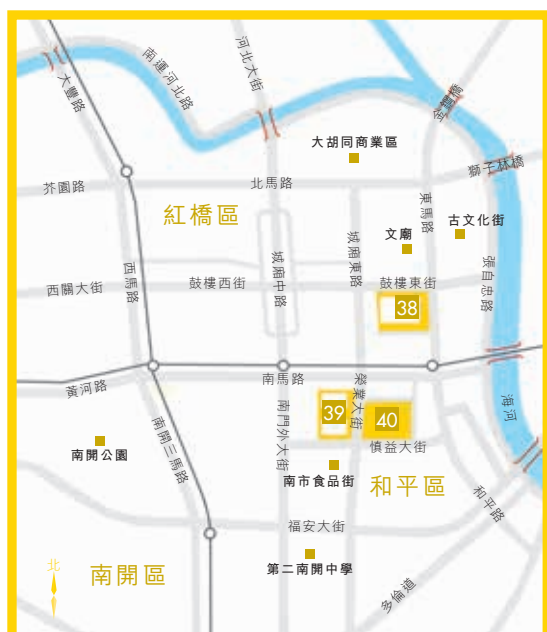 河北大街
南運河北路
大豐路
金鋼橋
大胡同商業區
獅子林橋
芥園路
北馬路
紅橋區
東馬路
古文化街
文廟
城廂東路
城廂中路
西馬路
張自忠路
西關大街
鼓樓西街
鼓樓東街
38
南馬路
黃河路
榮業大街
海河
39
40
南門外大街
南開三馬路
南開公園
慎益大街
南市食品街
和平區
和平路
福安大街
北
南開區
第二南開中學
多倫道